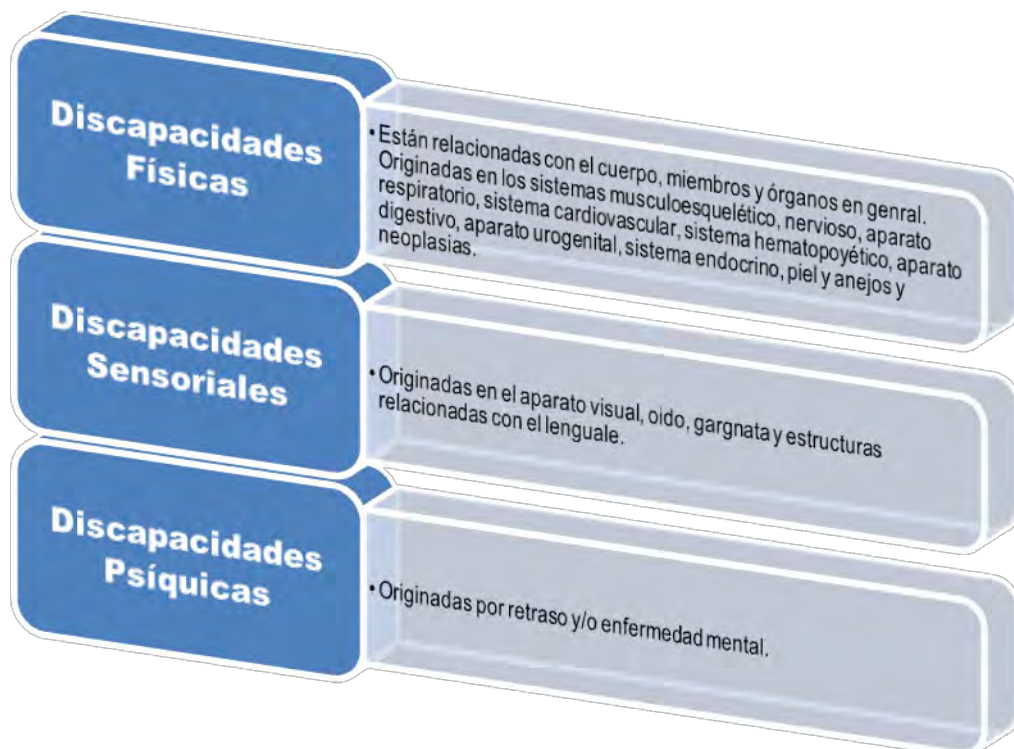 Discapacidades
Físicas
•Están relacionadas con el cuerpo, miembros y órganos en genral.
Originadas en los sistemas musculoesquelético, nervioso, aparato
respiratorio, sistema cardiovascular, sistema hematopoyético, aparato
digestivo, aparato urogenital, sistema endocrino, piel y anejos y
neoplasias.
Discapacidades
Sensoriales
•Originadas en el aparato visual, oido, gargnata y estructuras
relacionadas con el lenguale.
Discapacidades
Psíquicas
•Originadas por retraso y/o enfermedad mental.